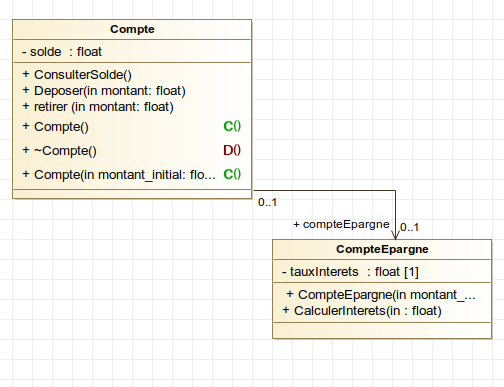 Compte
- solde : float
+ ConsulterSolde()
+ Deposer(in montant: float)
+ retirer (in montant: float)
+ Compte() C()
+ ~Compte() D()
+ Compte(in montant_initial: flo... C()
0..1
+ compteEpargne 0..1
CompteEpargne
- tauxInterets : float [1]
+ CompteEpargne(in montant_...
+ CalculerInterets(in : float)